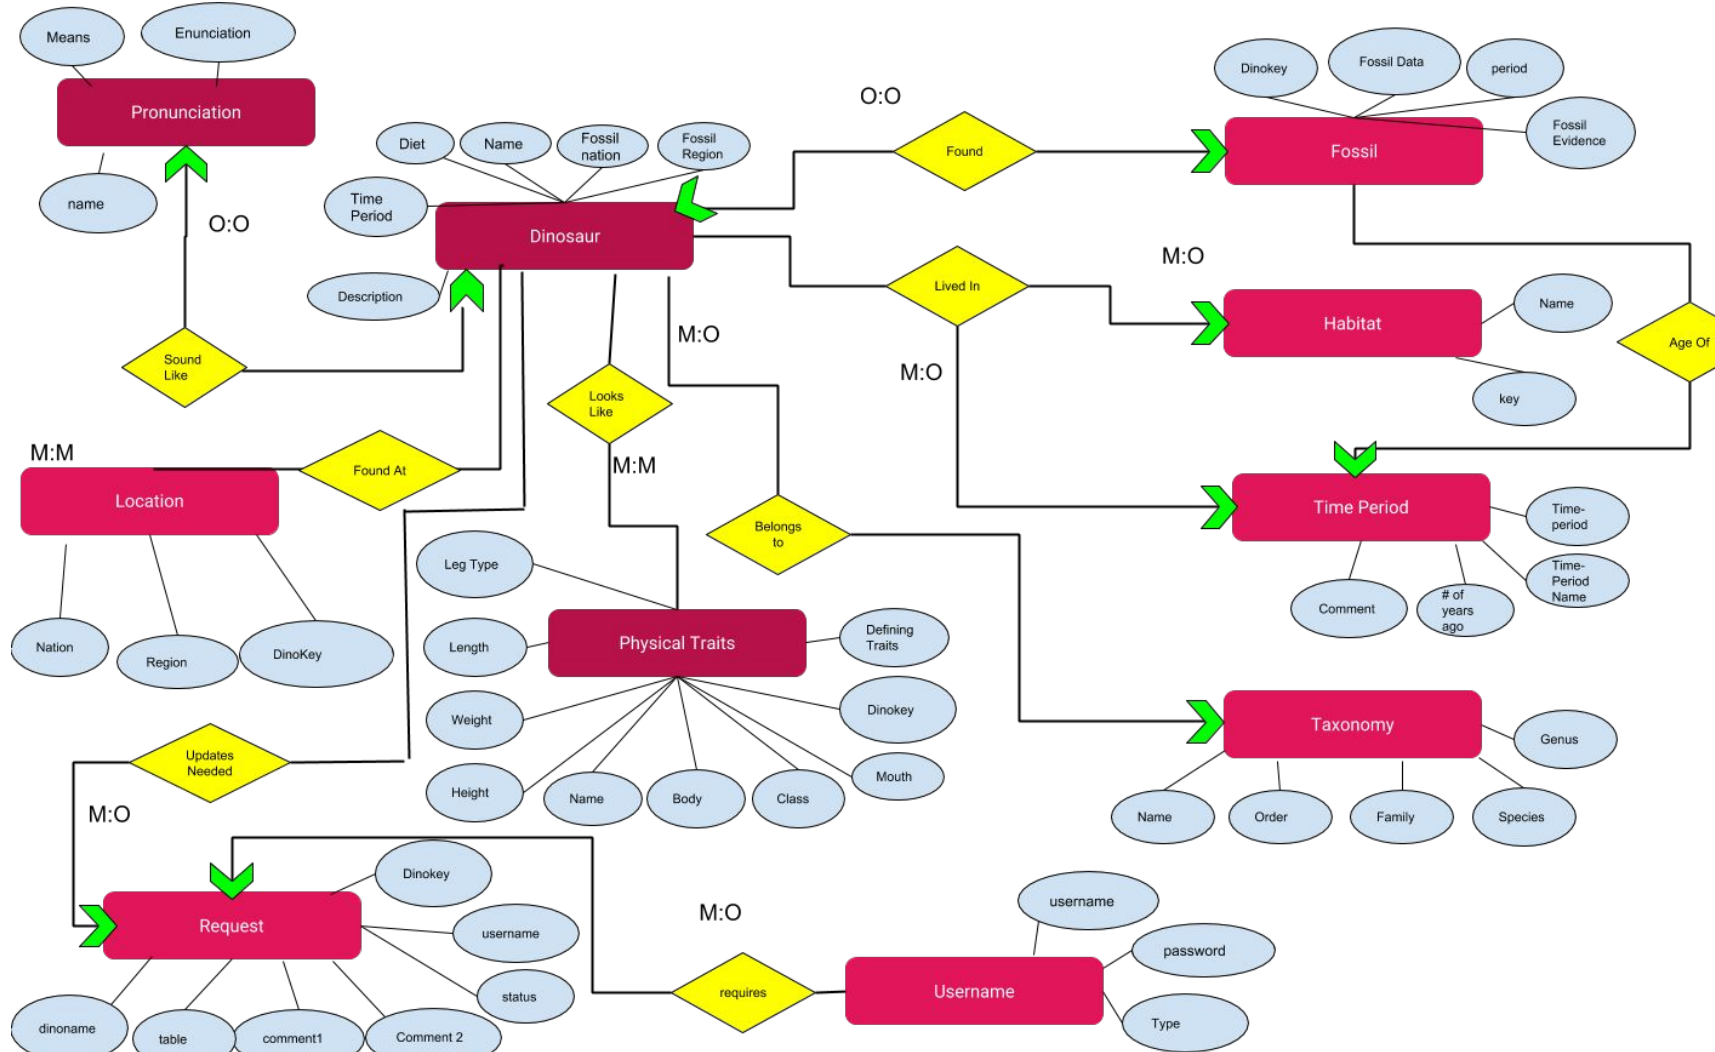 Means
Enunciation
Pronunciation
name
O:O
Sound
Like
Diet
Name
Fossil
nation
Fossil
Region
Time
Period
Dinosaur
Description
O:O
Found
Dinokey
Fossil Data
period
Fossil
Evidence
Fossil
M:O
Lived In
Habitat
Name
key
Age Of
M:O
M:O
Looks
Like
M:M
M:M
Found At
Location
Nation
Region
DinoKey
Belongs
to
Time Period
Time-
period
Time-
Period
Name
Comment
# of
years
ago
Leg Type
Length
Weight
Height
Physical Traits
Defining
Traits
Dinokey
Mouth
Name
Body
Class
Taxonomy
Genus
Name
Order
Family
Species
Updates
Needed
M:O
Dinokey
Request
username
status
dinoname
table
comment1
Comment 2
M:O
requires
Username
username
password
Type